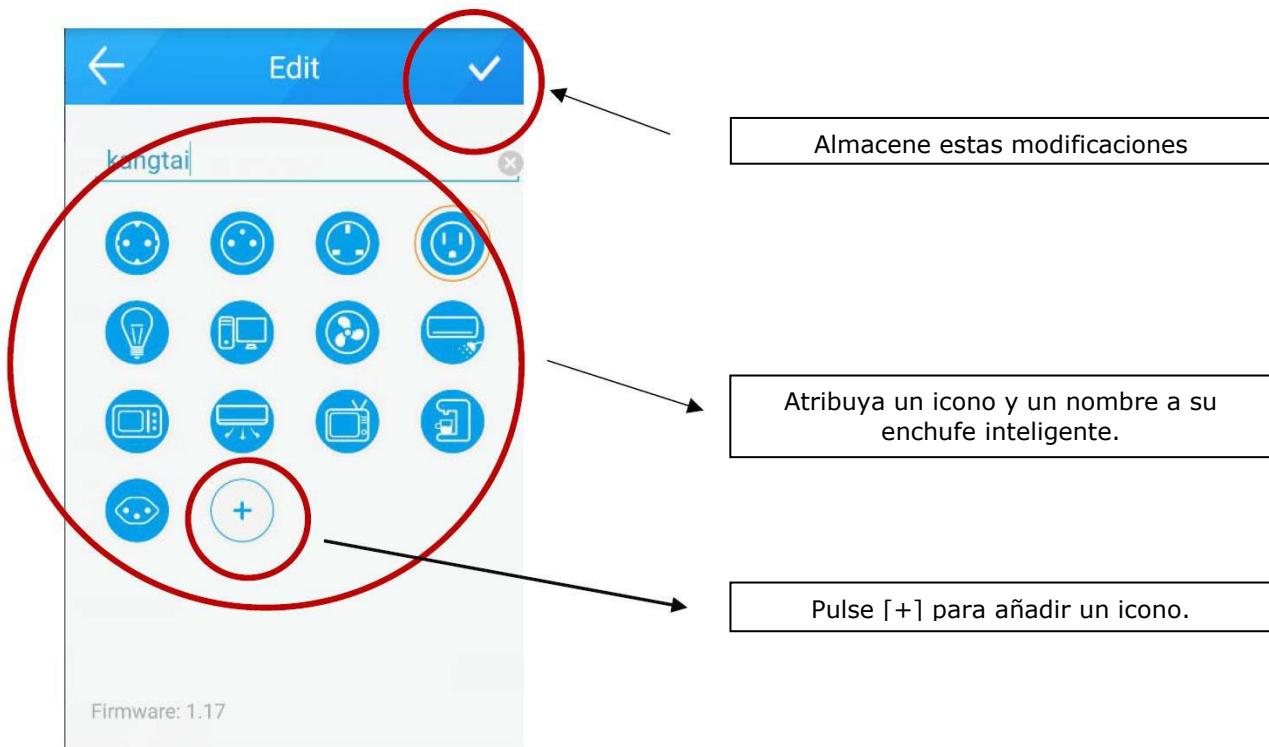 Edit
kangtai
Almacene estas modificaciones
Atribuya un icono y un nombre a su
enchufe inteligente.
+
Pulse [+] para añadir un icono.
Firmware: 1.17